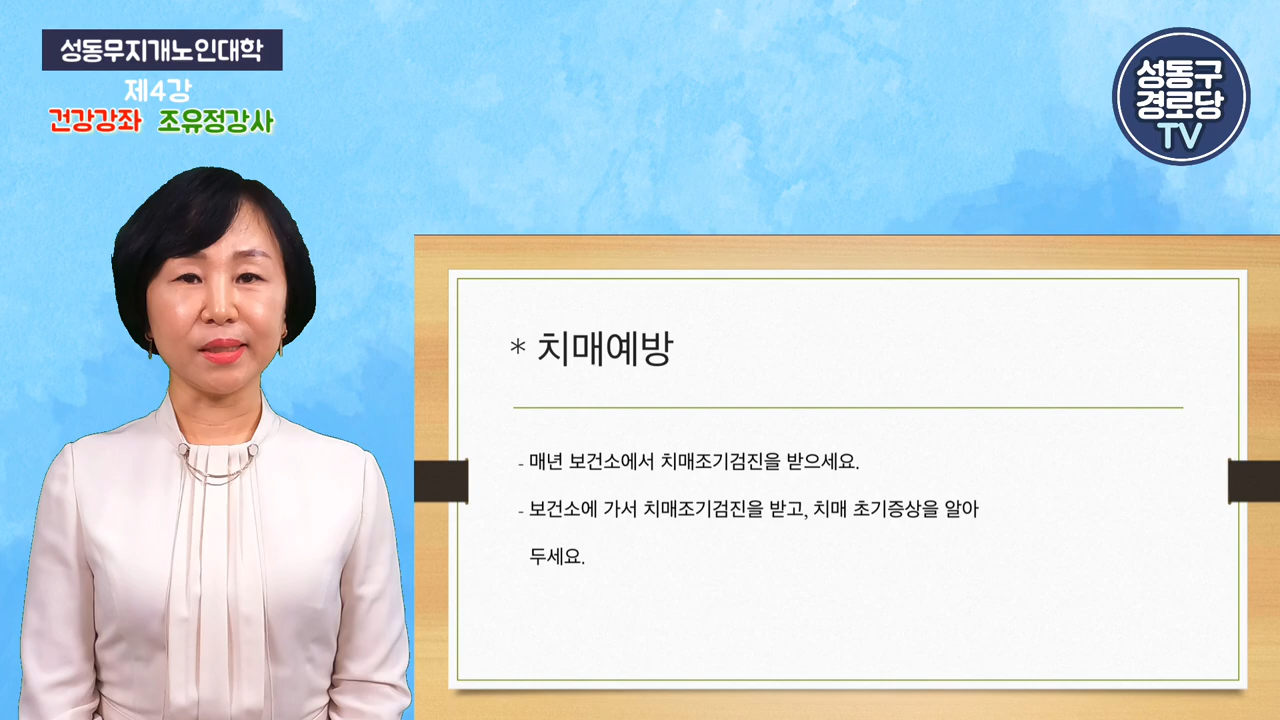 성동무지개노인대학
제4강
건강강좌 조유정강사
성동구
경로당
TV
* 치매예방
- 매년 보건소에서 치매조기검진을 받으세요.
- 보건소에 가서 치매조기검진을 받고, 치매 초기증상을 알아
두세요.